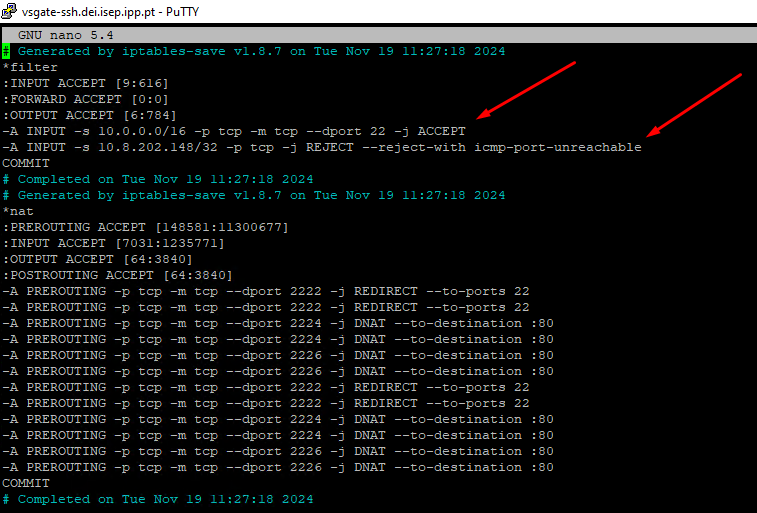 vsgate-ssh.dei.isep.ipp.pt - PuTTY
GNU nano 5.4
# Generated by iptables-save v1.8.7 on Tue Nov 19 11:27:18 2024
*filter
:INPUT ACCEPT [9:616]
:FORWARD ACCEPT [0:0]
:OUTPUT ACCEPT [6:784]
-A INPUT -s 10.0.0.0/16 -p tcp -m tcp --dport 22 -j ACCEPT
-A INPUT -s 10.8.202.148/32 -p tcp -j REJECT --reject-with icmp-port-unreachable
COMMIT
# Completed on Tue Nov 19 11:27:18 2024
# Generated by iptables-save v1.8.7 on Tue Nov 19 11:27:18 2024
*nat
:PREROUTING ACCEPT [148581:11300677]
:INPUT ACCEPT [7031:1235771]
:OUTPUT ACCEPT [64:3840]
:POSTROUTING ACCEPT [64:3840]
-A PREROUTING -p tcp -m tcp --dport 2222 -j REDIRECT --to-ports 22
-A PREROUTING -p tcp -m tcp --dport 2222 -j REDIRECT --to-ports 22
-A PREROUTING -p tcp -m tcp --dport 2224 -j DNAT --to-destination :80
-A PREROUTING -p tcp -m tcp --dport 2224 -j DNAT --to-destination :80
-A PREROUTING -p tcp -m tcp --dport 2226 -j DNAT --to-destination :80
-A PREROUTING -p tcp -m tcp --dport 2226 -j DNAT --to-destination :80
-A PREROUTING -p tcp -m tcp --dport 2222 -j REDIRECT --to-ports 22
-A PREROUTING -p tcp -m tcp --dport 2222 -j REDIRECT --to-ports 22
-A PREROUTING -p tcp -m tcp --dport 2224 -j DNAT --to-destination :80
-A PREROUTING -p tcp -m tcp --dport 2224 -j DNAT --to-destination :80
-A PREROUTING -p tcp -m tcp --dport 2226 -j DNAT --to-destination :80
-A PREROUTING -p tcp -m tcp --dport 2226 -j DNAT --to-destination :80
COMMIT
# Completed on Tue Nov 19 11:27:18 2024